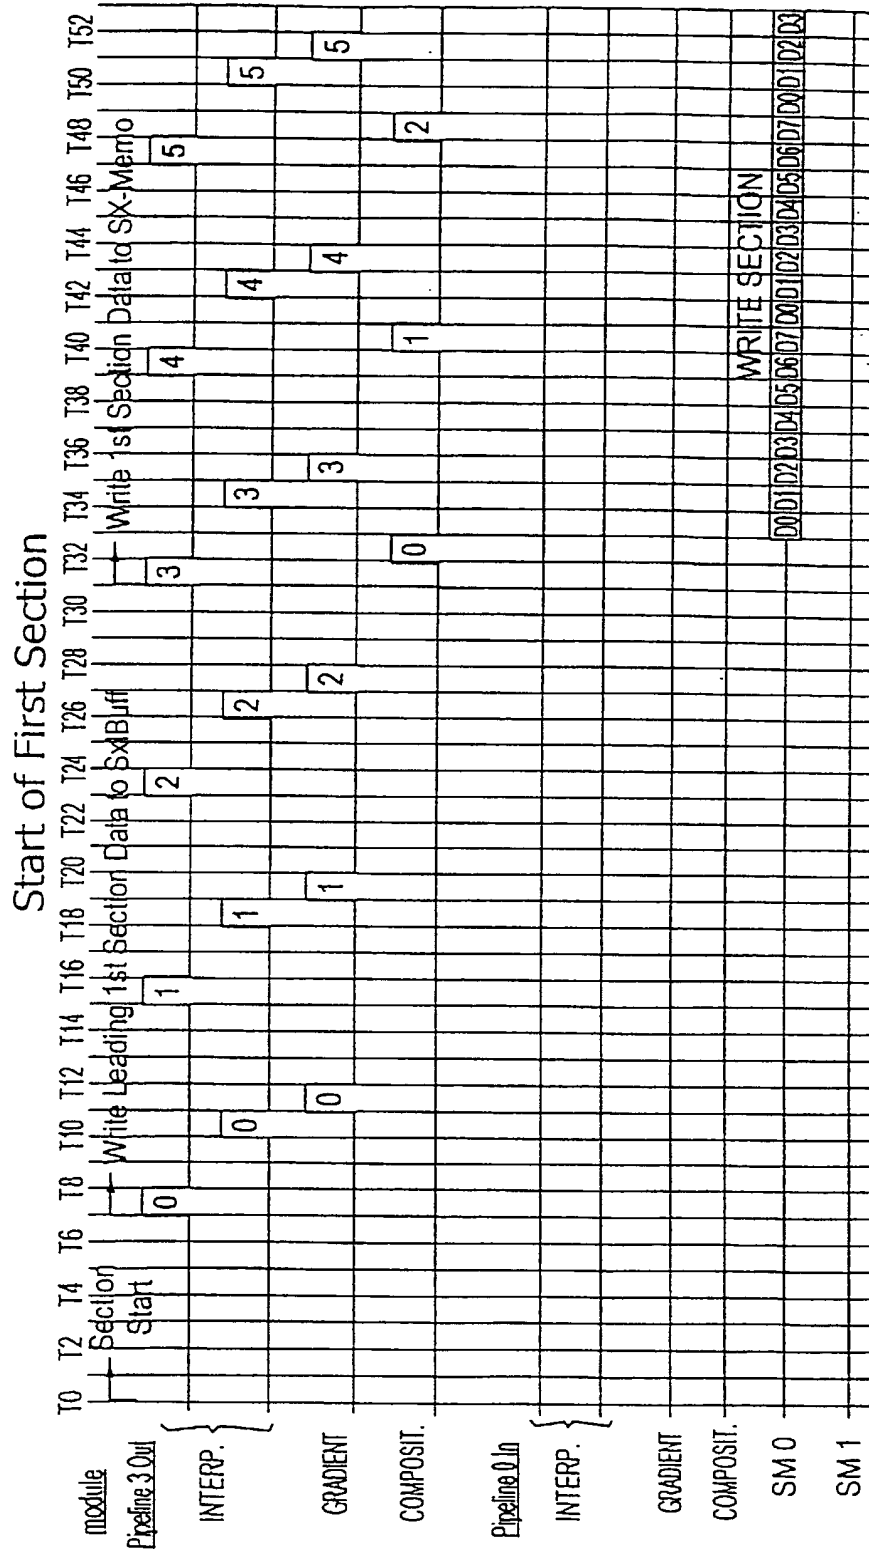 Start of First Section
module T0 T2 T4 T6 T8 T10 T12 T14 T16 T18 T20 T22 T24 T26 T28 T30 T32 T34 T36 T38 T40 T42 T44 T46 T48 T50 T52
Section Start
Write Leading 1st Section Data to SxBuff
Write 1st Section Data to SX-Memo
Pipeline 3 Out
0 1 2 3 4 5
INTERP.
0 1 2 3 4 5
GRADIENT
0 1 2 3 4 5
COMPOSIT.
0 1 2
Pipeline 0 In
INTERP.
GRADIENT
COMPOSIT.
WRITE SECTION
SM 0 D0 D1 D2 D3 D4 D5 D6 D7 D0 D1 D2 D3 D4 D5 D6 D7 D0 D1 D2 D3
SM 1